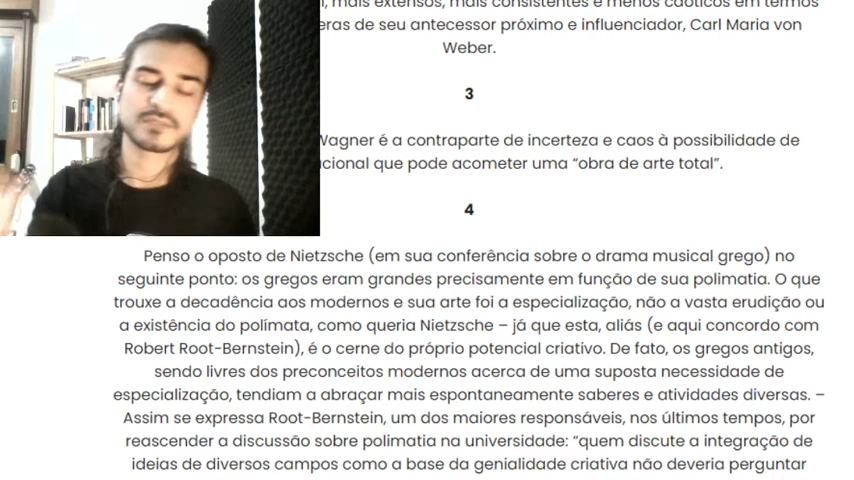 , mais extensos, mais consistentes e menos caóticos em termos
eras de seu antecessor próximo e influenciador, Carl Maria von
Weber.
3
Wagner é a contraparte de incerteza e caos à possibilidade de
cional que pode acometer uma “obra de arte total”.
4
Penso o oposto de Nietzsche (em sua conferência sobre o drama musical grego) no
seguinte ponto: os gregos eram grandes precisamente em função de sua polimatia. O que
trouxe a decadência aos modernos e sua arte foi a especialização, não a vasta erudição ou
a existência do polímata, como queria Nietzsche – já que esta, aliás (e aqui concordo com
Robert Root-Bernstein), é o cerne do próprio potencial criativo. De fato, os gregos antigos,
sendo livres dos preconceitos modernos acerca de uma suposta necessidade de
especialização, tendiam a abraçar mais espontaneamente saberes e atividades diversas. –
Assim se expressa Root-Bernstein, um dos maiores responsáveis, nos últimos tempos, por
reascender a discussão sobre polimatia na universidade: “quem discute a integração de
ideias de diversos campos como a base da genialidade criativa não deveria perguntar